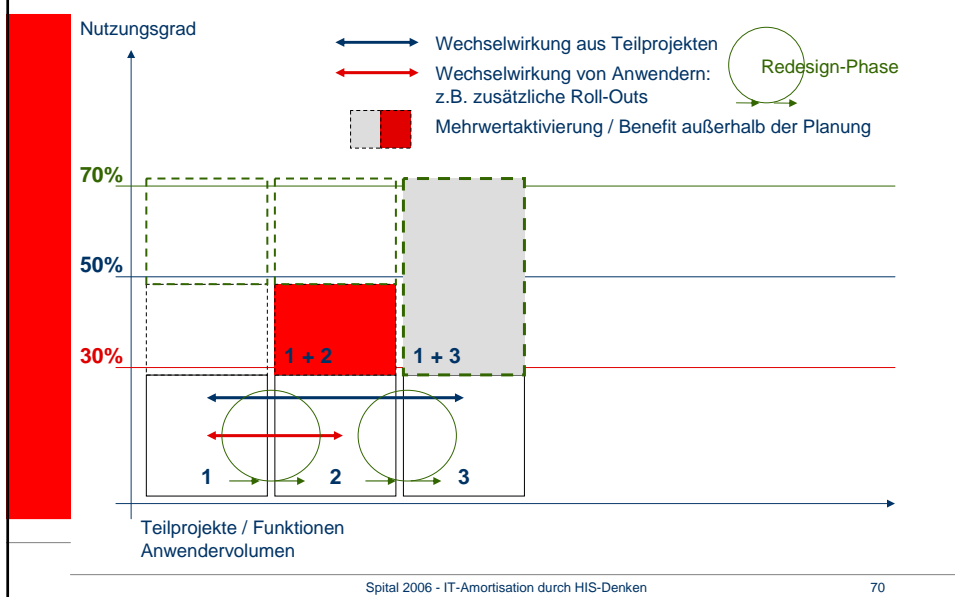 Nutzungsgrad
Wechselwirkung aus Teilprojekten
Wechselwirkung von Anwendern:
z.B. zusätzliche Roll-Outs
Redesign-Phase
Mehrwertaktivierung / Benefit außerhalb der Planung
70%
50%
30%
1 + 2
1 + 3
1
2
3
Teilprojekte / Funktionen
Anwendervolumen
Spital 2006 - IT-Amortisation durch HIS-Denken
70